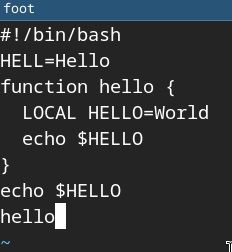 foot
#!/bin/bash
HELL=Hello
function hello {
  LOCAL HELLO=World
  echo $HELLO
}
echo $HELLO
hello
~